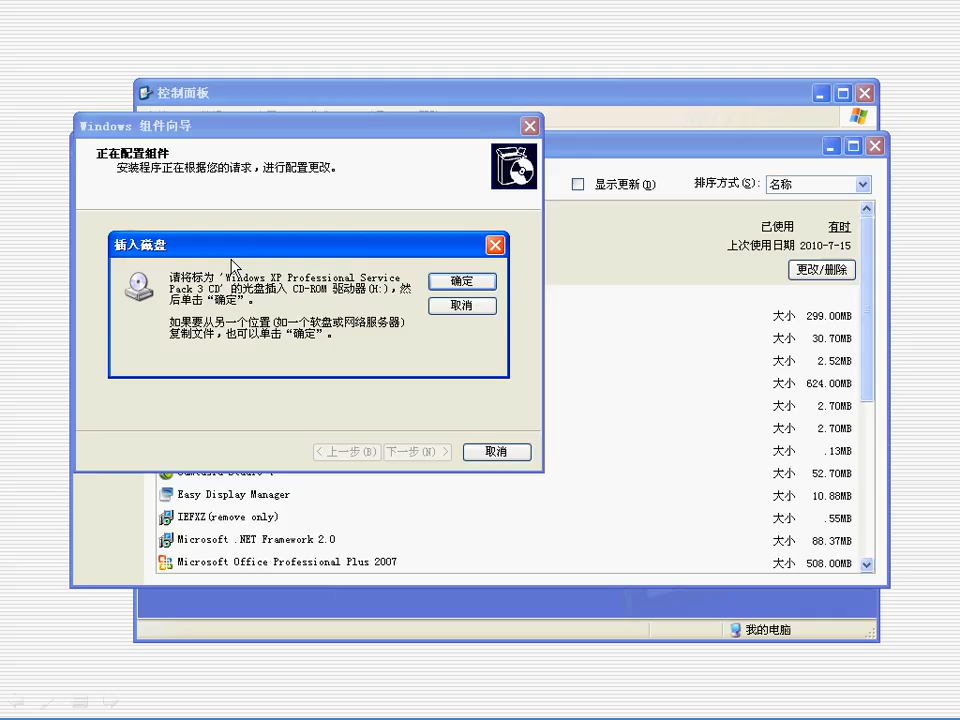 控制面板
Windows 组件向导
正在配置组件
安装程序正在根据您的请求，进行配置更改。
显示更新(D)
排序方式(S):
名称
插入磁盘
请将标为 'Windows XP Professional Service
Pack 3 CD' 的光盘插入 CD-ROM 驱动器(H:)，然
后单击“确定”。
如果要从另一个位置(如一个软盘或网络服务器)
复制文件，也可以单击“确定”。
确定
取消
已使用 有时
上次使用日期 2010-7-15
更改/删除
大小 299.00MB
大小 30.70MB
大小 2.52MB
大小 624.00MB
大小 2.70MB
大小 2.70MB
大小 .13MB
< 上一步(B)
下一步(N) >
取消
大小 52.70MB
Easy Display Manager
大小 10.88MB
IEFXZ(remove only)
大小 .55MB
Microsoft .NET Framework 2.0
大小 88.37MB
Microsoft Office Professional Plus 2007
大小 508.00MB
我的电脑